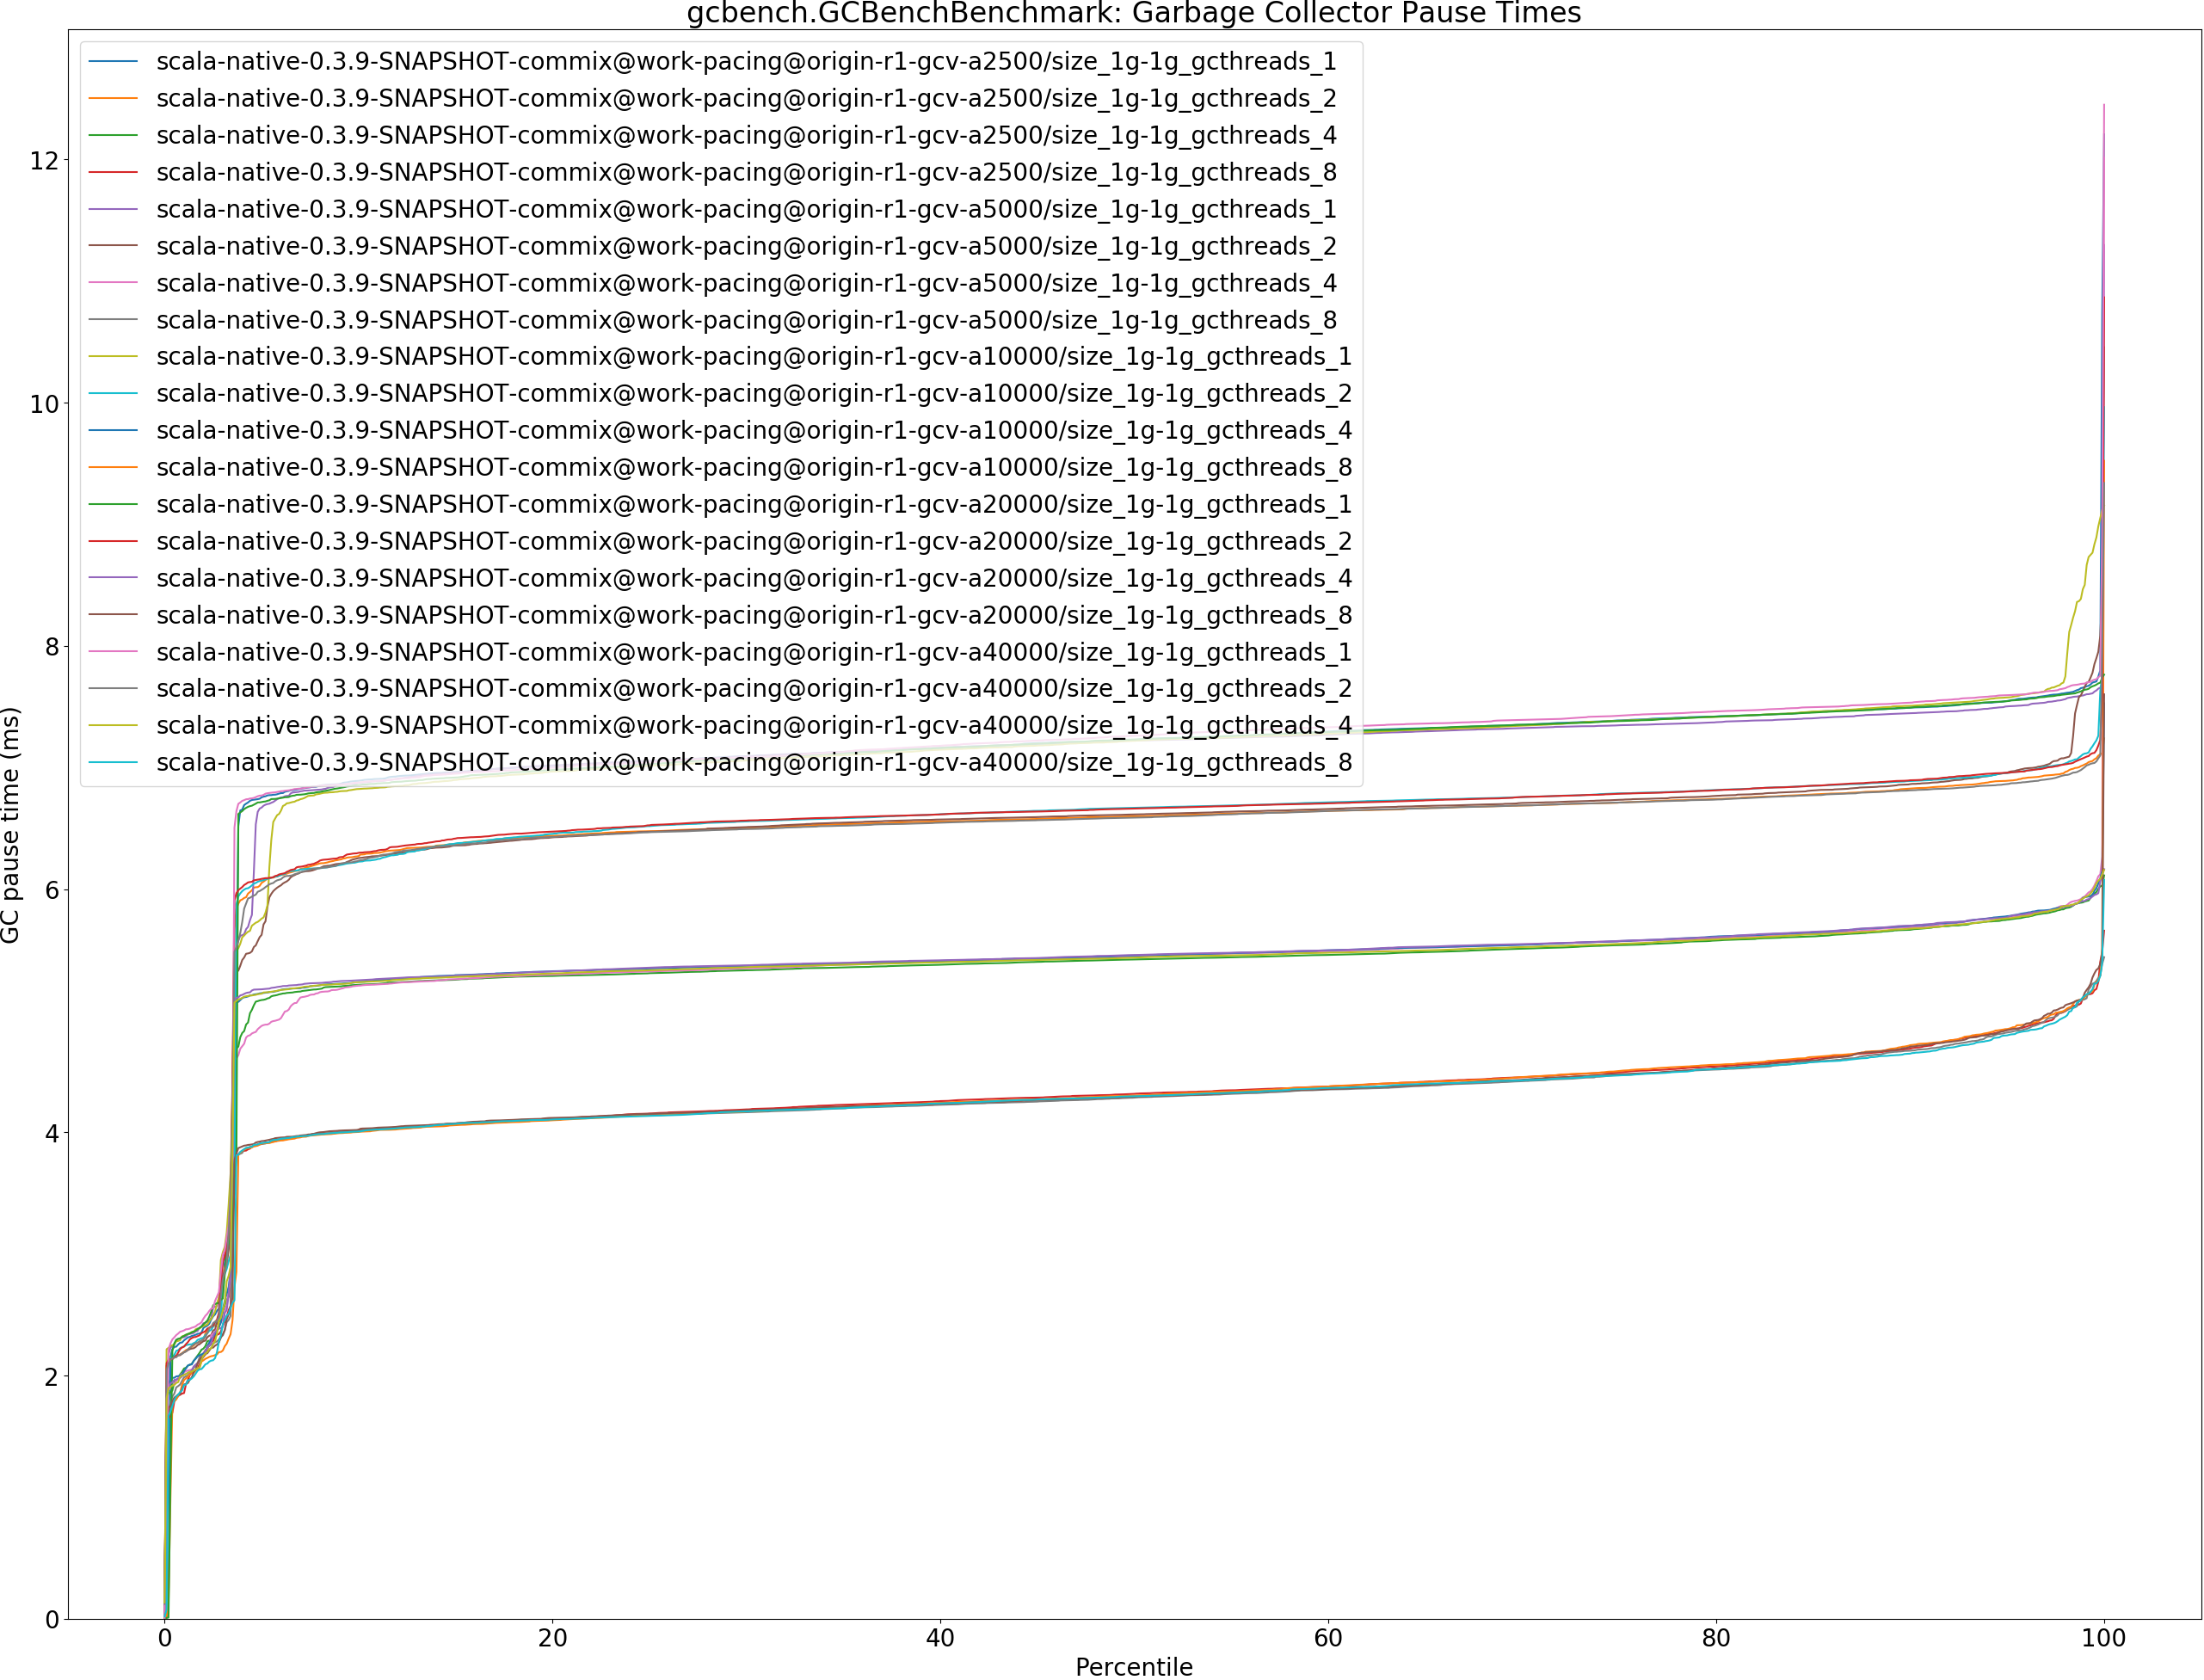 gcbench.GCBenchBenchmark: Garbage Collector Pause Times
scala-native-0.3.9-SNAPSHOT-commix@work-pacing@origin-r1-gcv-a2500/size_1g-1g_gcthreads_1
scala-native-0.3.9-SNAPSHOT-commix@work-pacing@origin-r1-gcv-a2500/size_1g-1g_gcthreads_2
scala-native-0.3.9-SNAPSHOT-commix@work-pacing@origin-r1-gcv-a2500/size_1g-1g_gcthreads_4
scala-native-0.3.9-SNAPSHOT-commix@work-pacing@origin-r1-gcv-a2500/size_1g-1g_gcthreads_8
scala-native-0.3.9-SNAPSHOT-commix@work-pacing@origin-r1-gcv-a5000/size_1g-1g_gcthreads_1
scala-native-0.3.9-SNAPSHOT-commix@work-pacing@origin-r1-gcv-a5000/size_1g-1g_gcthreads_2
scala-native-0.3.9-SNAPSHOT-commix@work-pacing@origin-r1-gcv-a5000/size_1g-1g_gcthreads_4
scala-native-0.3.9-SNAPSHOT-commix@work-pacing@origin-r1-gcv-a5000/size_1g-1g_gcthreads_8
scala-native-0.3.9-SNAPSHOT-commix@work-pacing@origin-r1-gcv-a10000/size_1g-1g_gcthreads_1
scala-native-0.3.9-SNAPSHOT-commix@work-pacing@origin-r1-gcv-a10000/size_1g-1g_gcthreads_2
scala-native-0.3.9-SNAPSHOT-commix@work-pacing@origin-r1-gcv-a10000/size_1g-1g_gcthreads_4
scala-native-0.3.9-SNAPSHOT-commix@work-pacing@origin-r1-gcv-a10000/size_1g-1g_gcthreads_8
scala-native-0.3.9-SNAPSHOT-commix@work-pacing@origin-r1-gcv-a20000/size_1g-1g_gcthreads_1
scala-native-0.3.9-SNAPSHOT-commix@work-pacing@origin-r1-gcv-a20000/size_1g-1g_gcthreads_2
scala-native-0.3.9-SNAPSHOT-commix@work-pacing@origin-r1-gcv-a20000/size_1g-1g_gcthreads_4
scala-native-0.3.9-SNAPSHOT-commix@work-pacing@origin-r1-gcv-a20000/size_1g-1g_gcthreads_8
scala-native-0.3.9-SNAPSHOT-commix@work-pacing@origin-r1-gcv-a40000/size_1g-1g_gcthreads_1
scala-native-0.3.9-SNAPSHOT-commix@work-pacing@origin-r1-gcv-a40000/size_1g-1g_gcthreads_2
scala-native-0.3.9-SNAPSHOT-commix@work-pacing@origin-r1-gcv-a40000/size_1g-1g_gcthreads_4
scala-native-0.3.9-SNAPSHOT-commix@work-pacing@origin-r1-gcv-a40000/size_1g-1g_gcthreads_8
GC pause time (ms)
12
10
8
6
4
2
0
0 20 40 60 80 100
Percentile